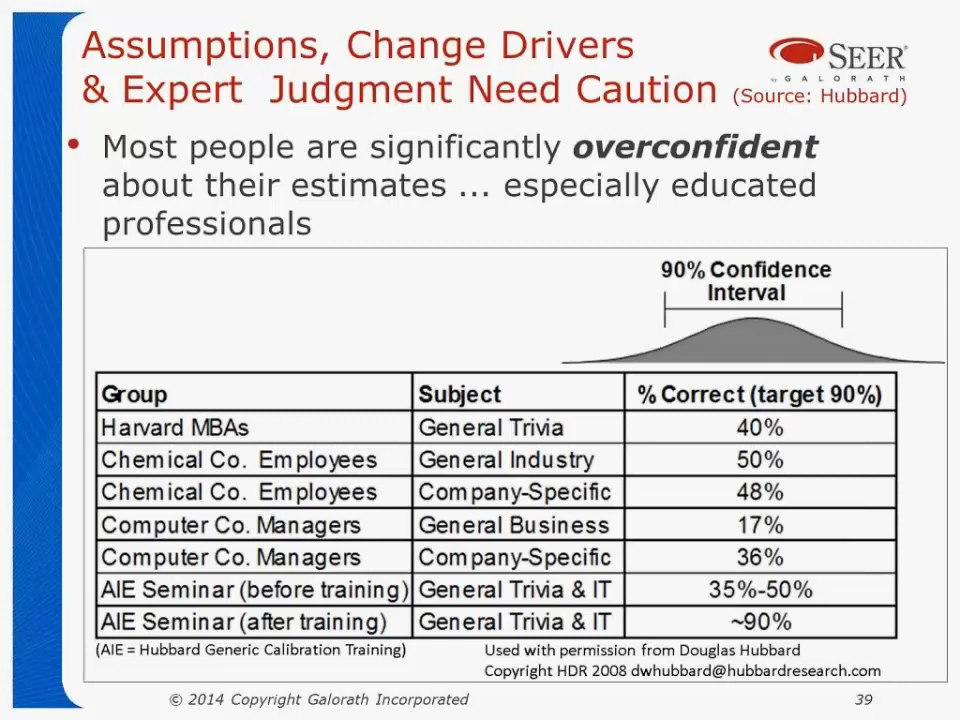 Assumptions, Change Drivers
& Expert Judgment Need Caution (Source: Hubbard)
SEER®
by GALORATH
• Most people are significantly overconfident
about their estimates ... especially educated
professionals
90% Confidence
Interval
Group Subject % Correct (target 90%)
Harvard MBAs General Trivia 40%
Chemical Co. Employees General Industry 50%
Chemical Co. Employees Company-Specific 48%
Computer Co. Managers General Business 17%
Computer Co. Managers Company-Specific 36%
AIE Seminar (before training) General Trivia & IT 35%-50%
AIE Seminar (after training) General Trivia & IT ~90%
(AIE = Hubbard Generic Calibration Training) Used with permission from Douglas Hubbard
Copyright HDR 2008 dwhubbard@hubbardresearch.com
© 2014 Copyright Galorath Incorporated 39